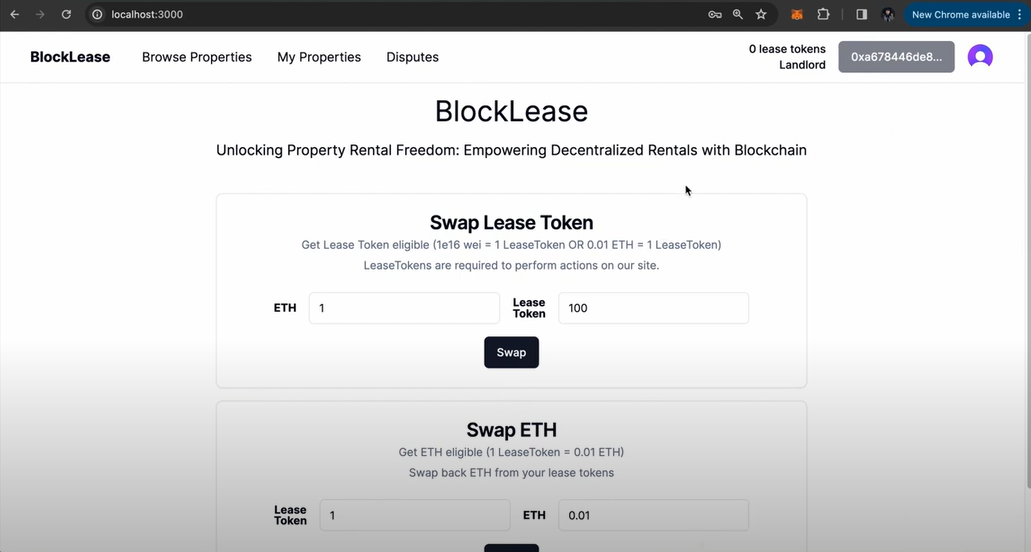 localhost:3000
New Chrome available
BlockLease
Browse Properties
My Properties
Disputes
0 lease tokens
Landlord
0xa678446de8...
BlockLease
Unlocking Property Rental Freedom: Empowering Decentralized Rentals with Blockchain
Swap Lease Token
Get Lease Token eligible (1e16 wei = 1 LeaseToken OR 0.01 ETH = 1 LeaseToken)
LeaseTokens are required to perform actions on our site.
ETH
1
Lease
Token
100
Swap
Swap ETH
Get ETH eligible (1 LeaseToken = 0.01 ETH)
Swap back ETH from your lease tokens
Lease
Token
1
ETH
0.01